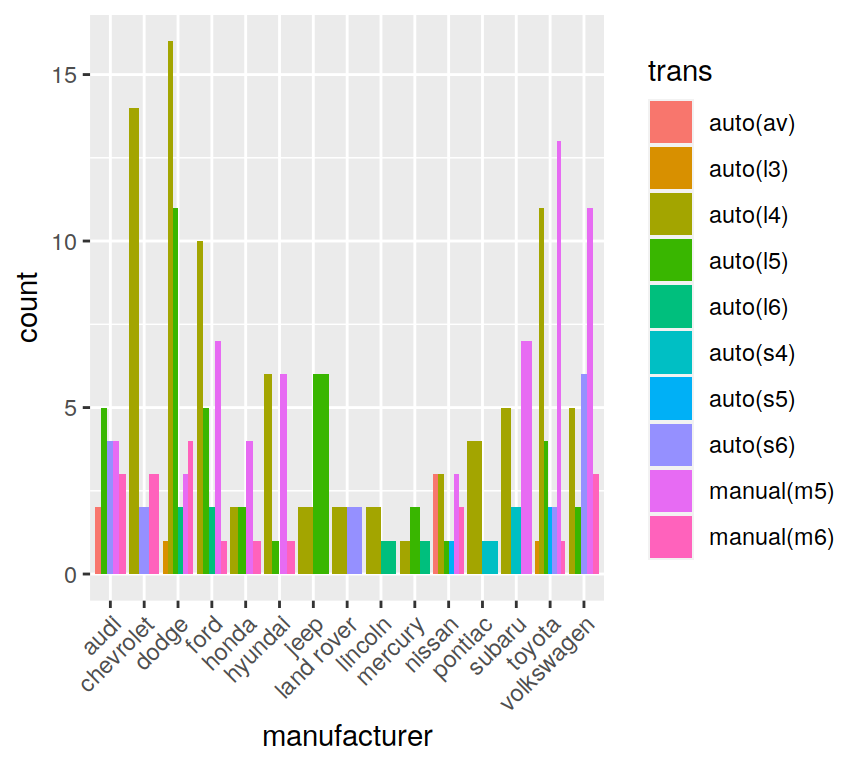 trans
auto(av)
auto(l3)
auto(l4)
auto(l5)
auto(l6)
auto(s4)
auto(s5)
auto(s6)
manual(m5)
manual(m6)
count
15
10
5
0
audi
chevrolet
dodge
ford
honda
hyundai
jeep
land rover
lincoln
mercury
nissan
pontiac
subaru
toyota
volkswagen
manufacturer